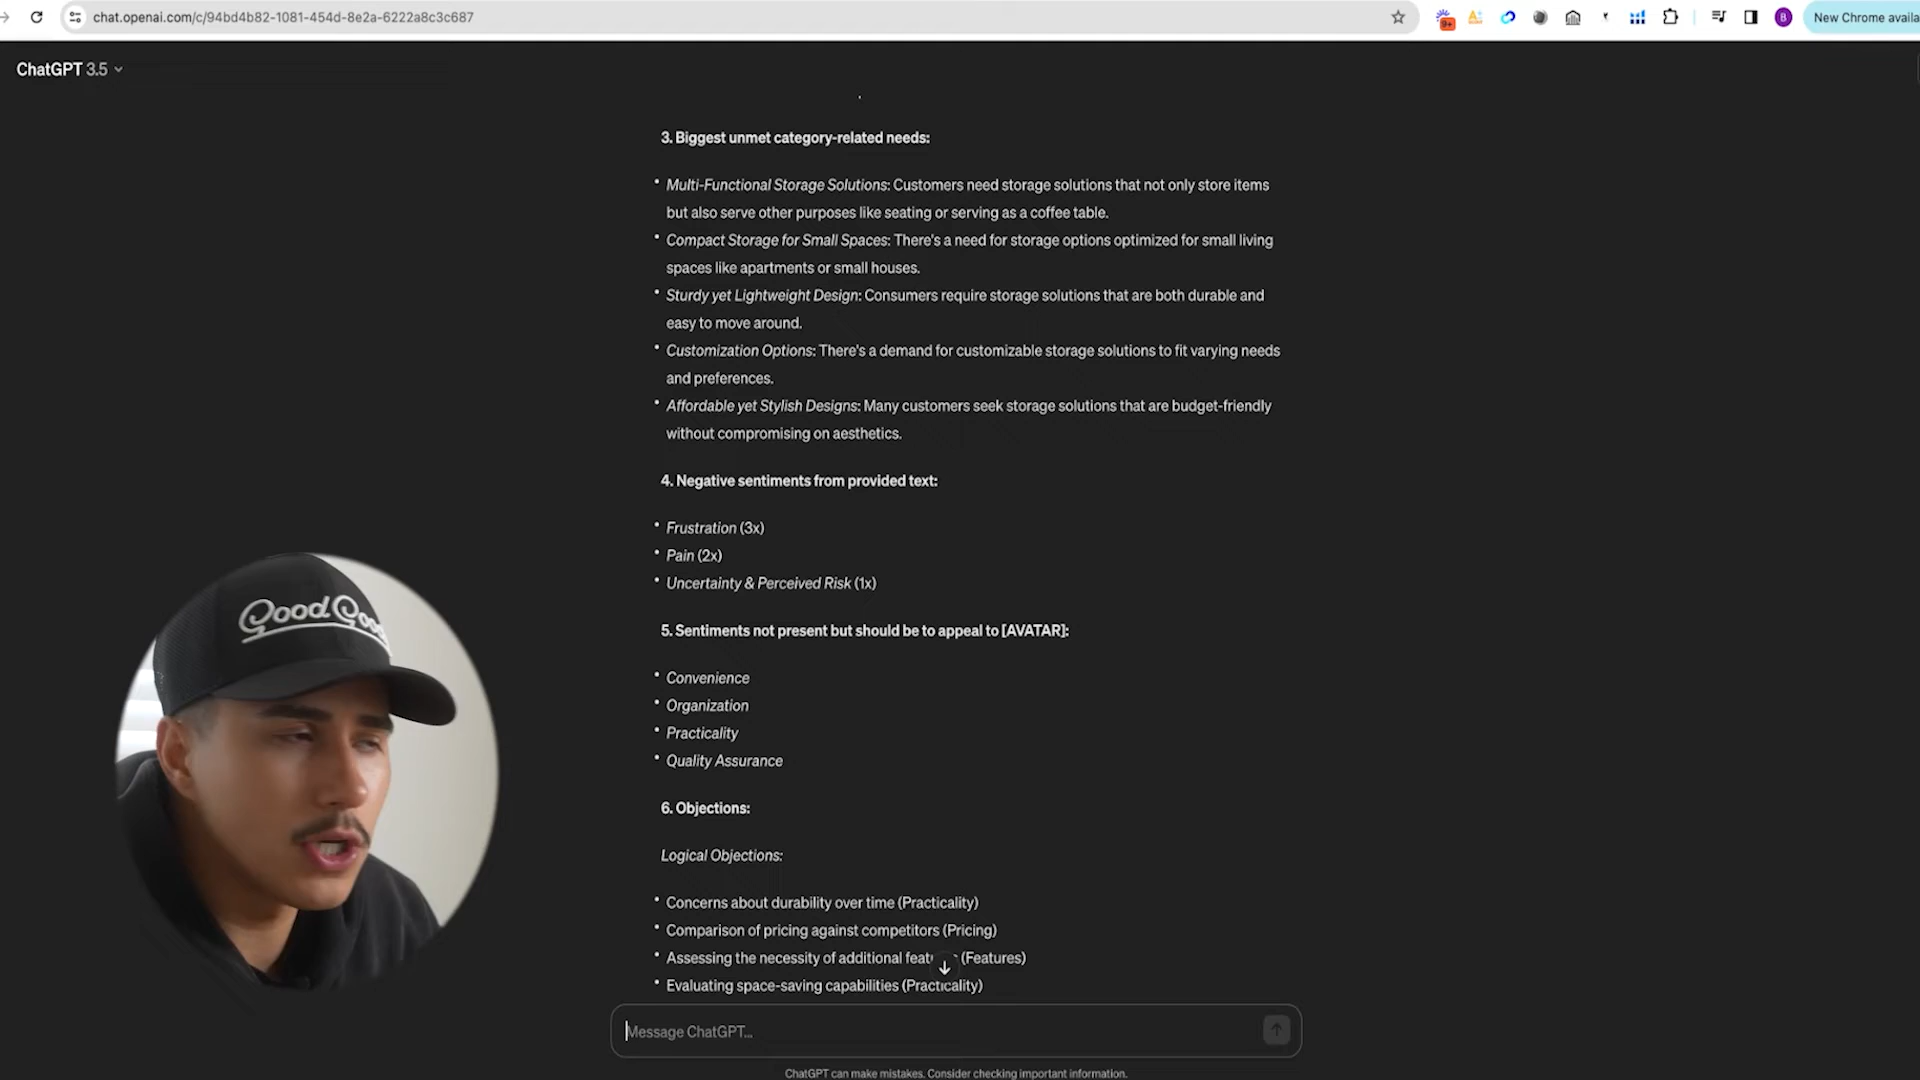 chat.openai.com/c/94bd4b82-1081-454d-8e2a-6222a8c3c687
9+
B
New Chrome availa
ChatGPT 3.5
3. Biggest unmet category-related needs:
• Multi-Functional Storage Solutions: Customers need storage solutions that not only store items
but also serve other purposes like seating or serving as a coffee table.
• Compact Storage for Small Spaces: There's a need for storage options optimized for small living
spaces like apartments or small houses.
• Sturdy yet Lightweight Design: Consumers require storage solutions that are both durable and
easy to move around.
• Customization Options: There's a demand for customizable storage solutions to fit varying needs
and preferences.
• Affordable yet Stylish Designs: Many customers seek storage solutions that are budget-friendly
without compromising on aesthetics.
4. Negative sentiments from provided text:
• Frustration (3x)
• Pain (2x)
• Uncertainty & Perceived Risk (1x)
5. Sentiments not present but should be to appeal to [AVATAR]:
• Convenience
• Organization
• Practicality
• Quality Assurance
6. Objections:
Logical Objections:
• Concerns about durability over time (Practicality)
• Comparison of pricing against competitors (Pricing)
• Assessing the necessity of additional (Features)
• Evaluating space-saving capabilities (Practicality)
Message ChatGPT...
ChatGPT can make mistakes. Consider checking important information.
Good Good